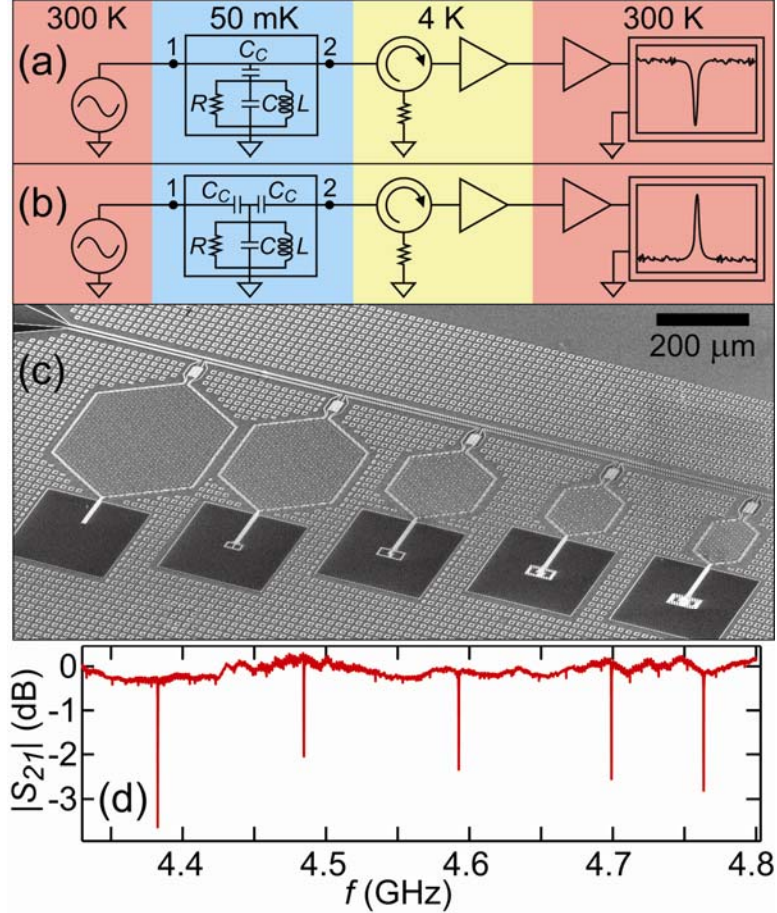 300 K 50 mK 4 K 300 K
(a) 1 C_C 2
R C L
(b) 1 C_C C_C 2
R C L
(c) 200 μm
0
-1
-2
-3
|S_21| (dB)
(d)
4.4 4.5 4.6 4.7 4.8
f (GHz)